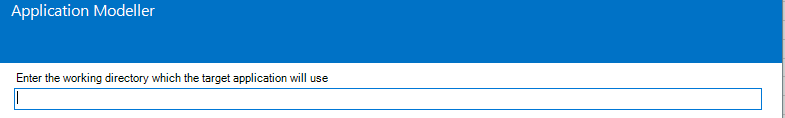 Application Modeller
Enter the working directory which the target application will use